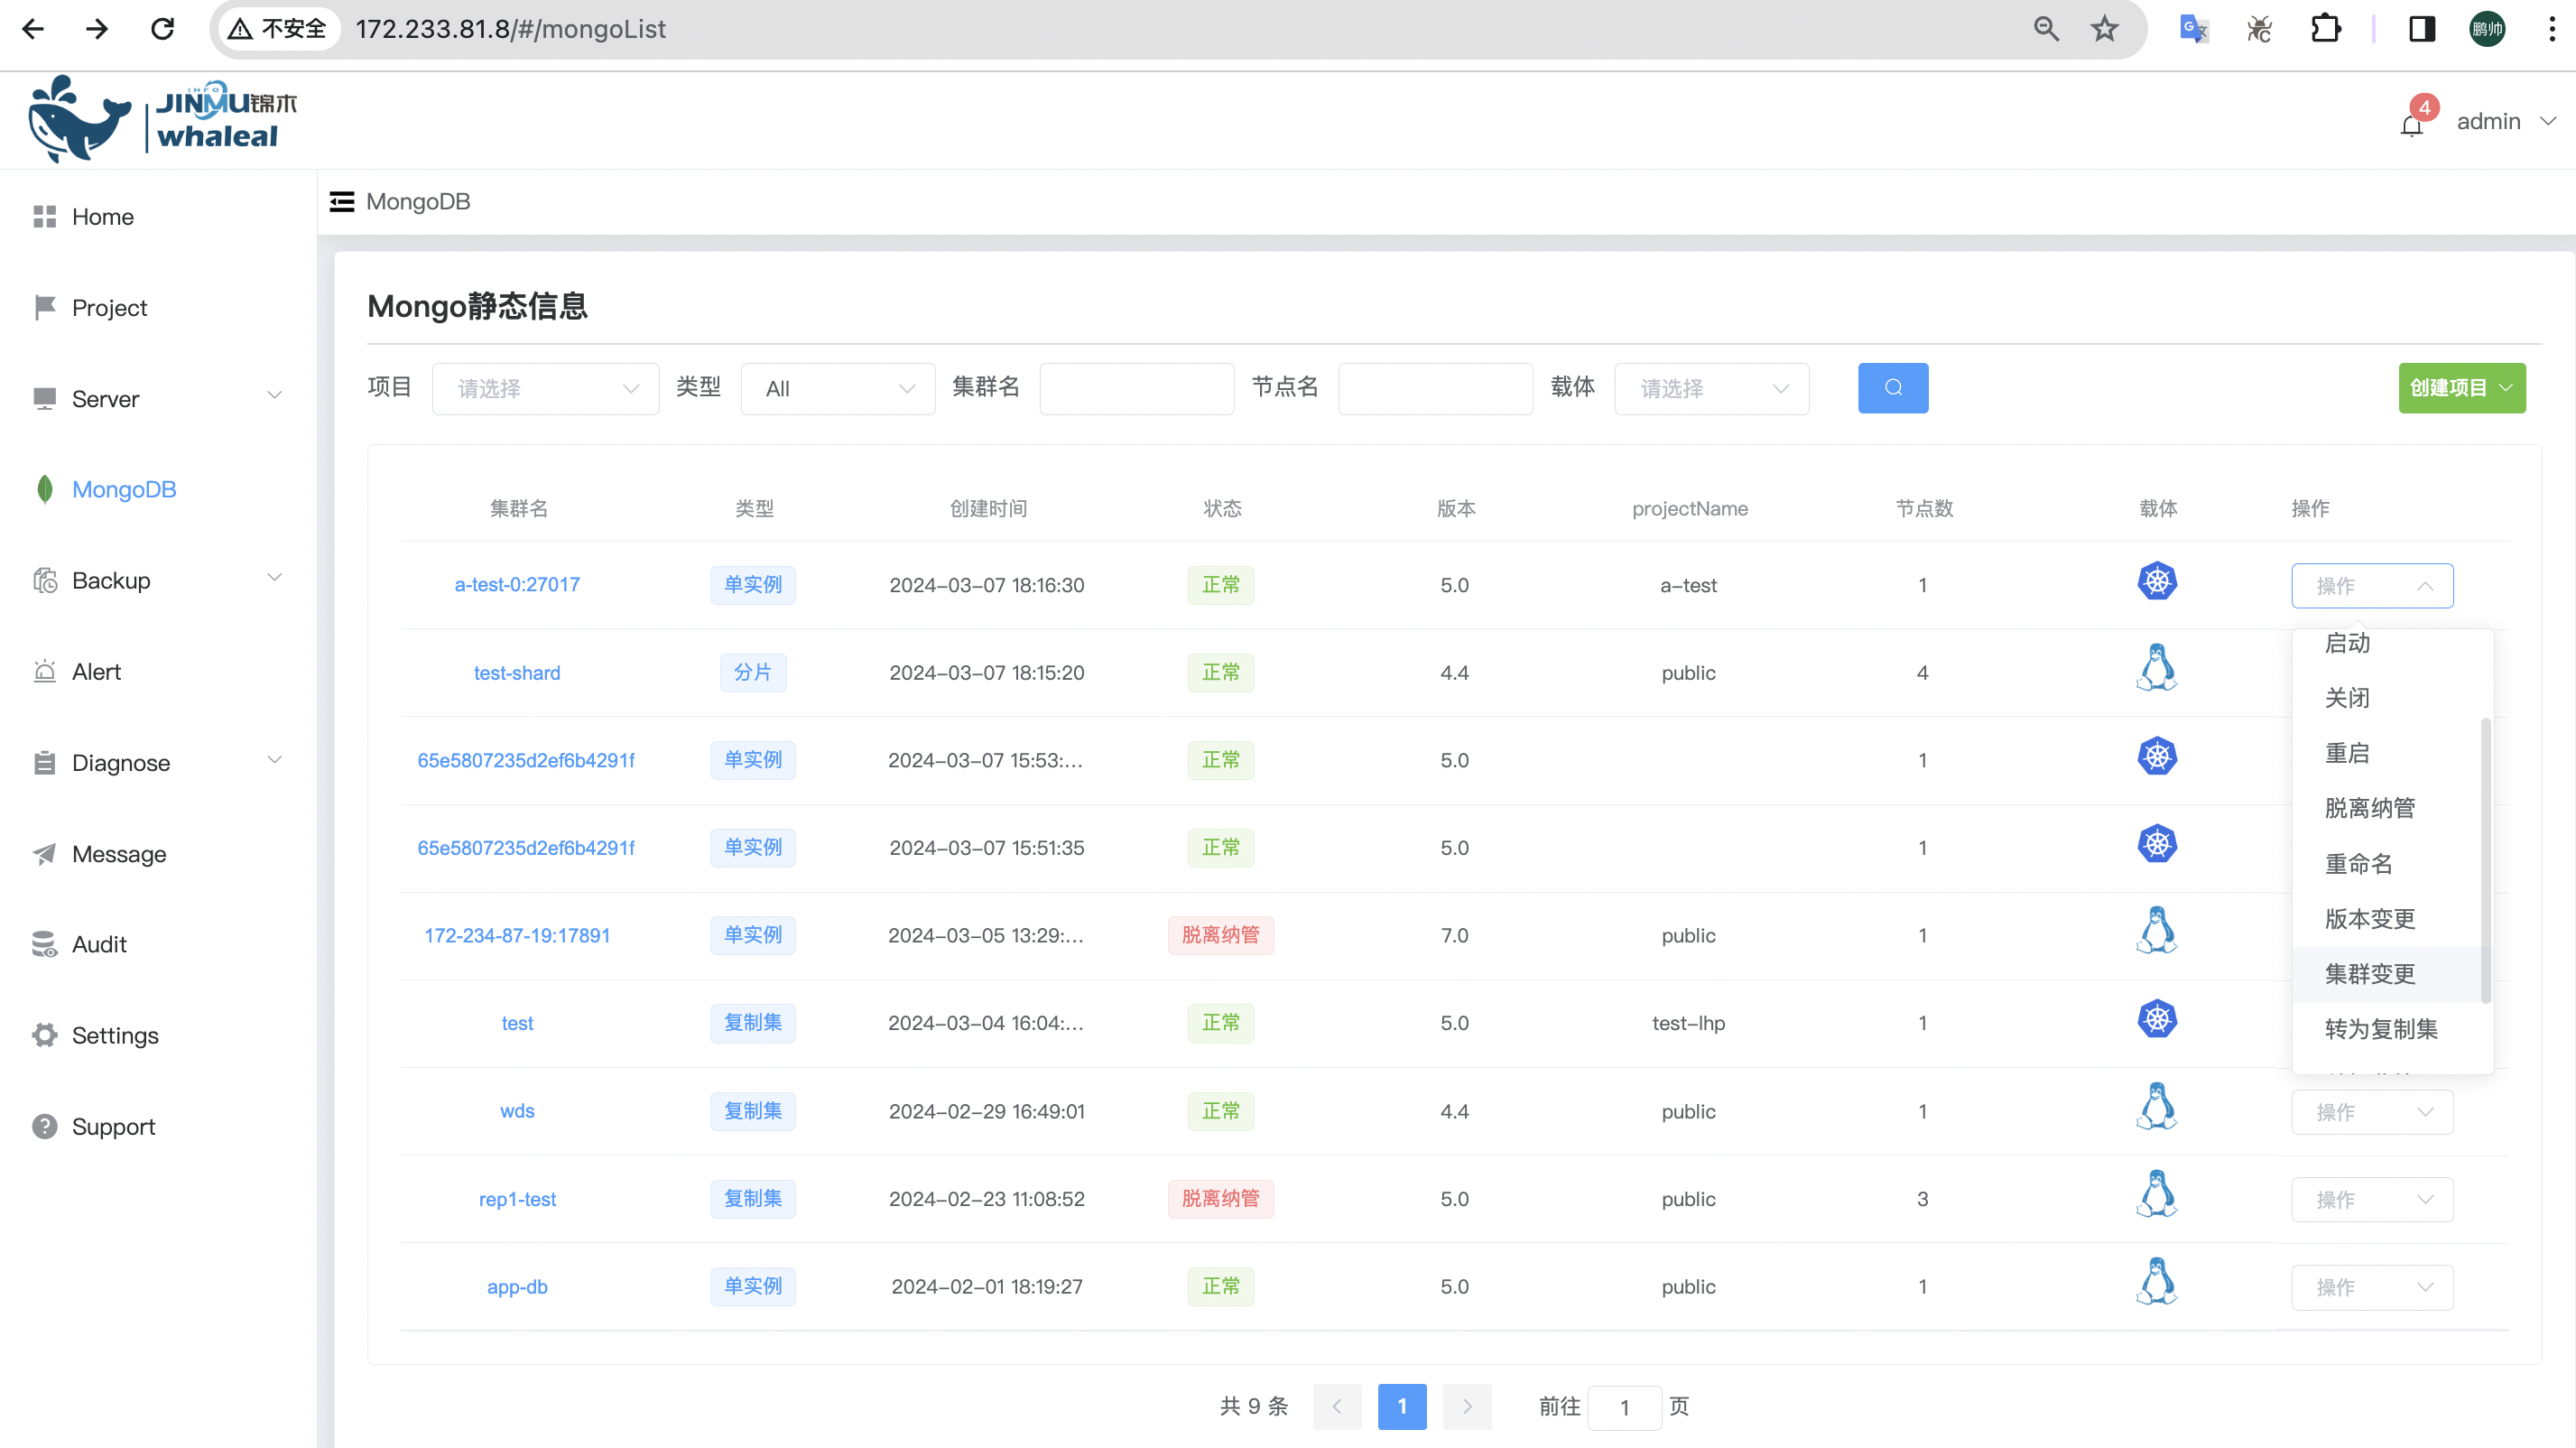 不安全 172.233.81.8/#/mongoList
鹏帅
INFO
JINMU锦木
whaleal
4
admin
Home
Project
Server
MongoDB
Backup
Alert
Diagnose
Message
Audit
Settings
Support
MongoDB
Mongo静态信息
项目 请选择 类型 All 集群名 节点名 载体 请选择 创建项目
集群名 类型 创建时间 状态 版本 projectName 节点数 载体 操作
a-test-0:27017 单实例 2024-03-07 18:16:30 正常 5.0 a-test 1 操作
test-shard 分片 2024-03-07 18:15:20 正常 4.4 public 4
65e5807235d2ef6b4291f 单实例 2024-03-07 15:53:... 正常 5.0 1
65e5807235d2ef6b4291f 单实例 2024-03-07 15:51:35 正常 5.0 1
172-234-87-19:17891 单实例 2024-03-05 13:29:... 脱离纳管 7.0 public 1
test 复制集 2024-03-04 16:04:... 正常 5.0 test-lhp 1
wds 复制集 2024-02-29 16:49:01 正常 4.4 public 1 操作
rep1-test 复制集 2024-02-23 11:08:52 脱离纳管 5.0 public 3 操作
app-db 单实例 2024-02-01 18:19:27 正常 5.0 public 1 操作
启动
关闭
重启
脱离纳管
重命名
版本变更
集群变更
转为复制集
共 9 条 1 前往 1 页